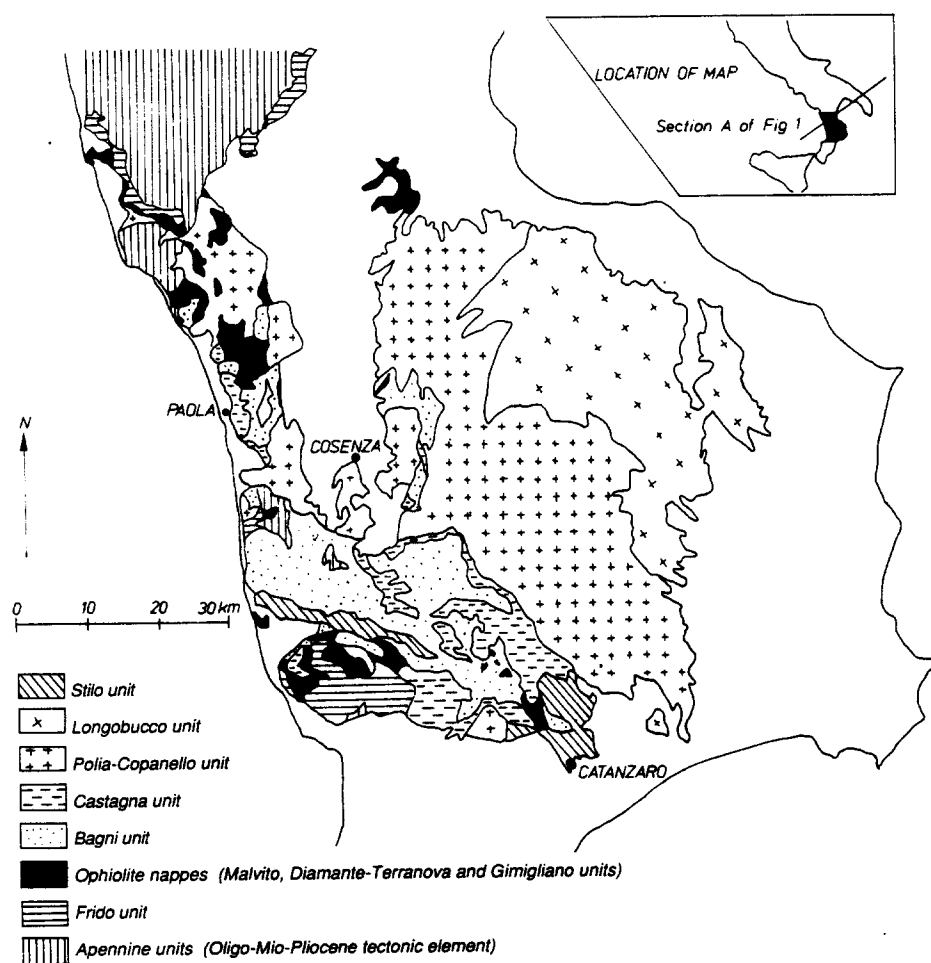 LOCATION OF MAP
Section A of Fig 1
PAOLA
COSENZA
N
0 10 20 30 km
CATANZARO
Stilo unit
Longobucco unit
Polia-Copanello unit
Castagna unit
Bagni unit
Ophiolite nappes (Malvito, Diamante-Terranova and Gimigliano units)
Frido unit
Apennine units (Oligo-Mio-Pliocene tectonic element)